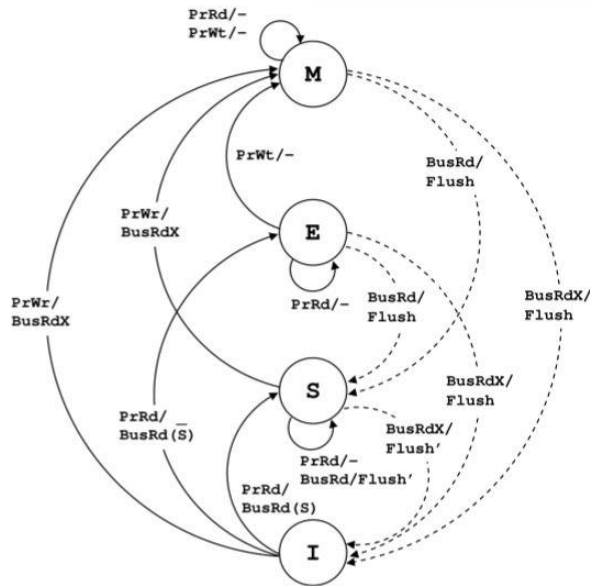 PrRd/-
PrWt/-
M
PrWt/-
BusRd/
Flush
PrWr/
BusRdX
E
PrRd/-
BusRd/
Flush
PrWr/
BusRdX
BusRdX/
Flush
BusRdX/
Flush
S
PrRd/
BusRd(S̅)
PrRd/-
BusRd/Flush′
BusRdX/
Flush′
PrRd/
BusRd(S)
I